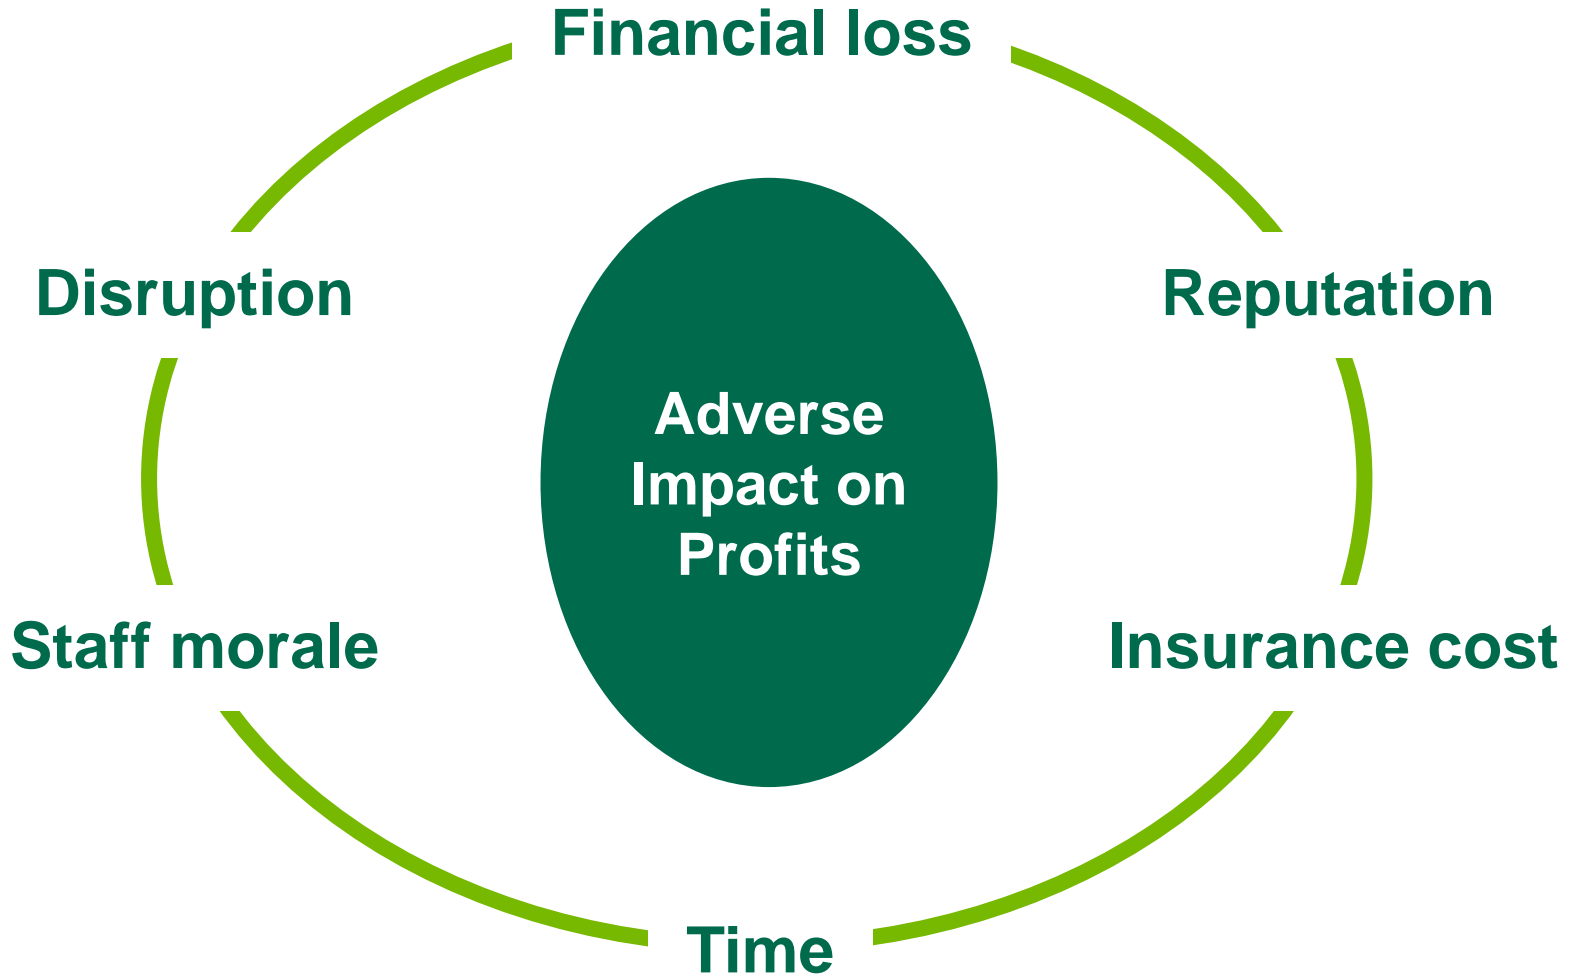 Financial loss
Disruption
Reputation
Adverse
Impact on
Profits
Staff morale
Insurance cost
Time